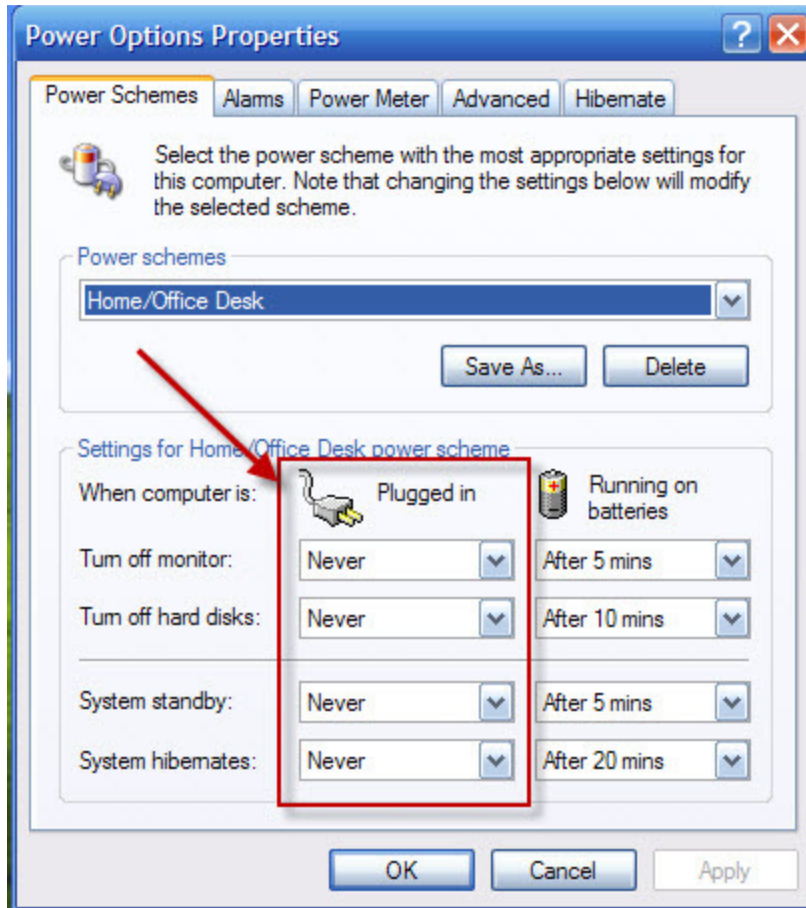 Power Options Properties
Power Schemes Alarms Power Meter Advanced Hibernate
Select the power scheme with the most appropriate settings for
this computer. Note that changing the settings below will modify
the selected scheme.
Power schemes
Home/Office Desk
Save As... Delete
Settings for Home/Office Desk power scheme
When computer is: Plugged in Running on
batteries
Turn off monitor: Never After 5 mins
Turn off hard disks: Never After 10 mins
System standby: Never After 5 mins
System hibernates: Never After 20 mins
OK Cancel Apply